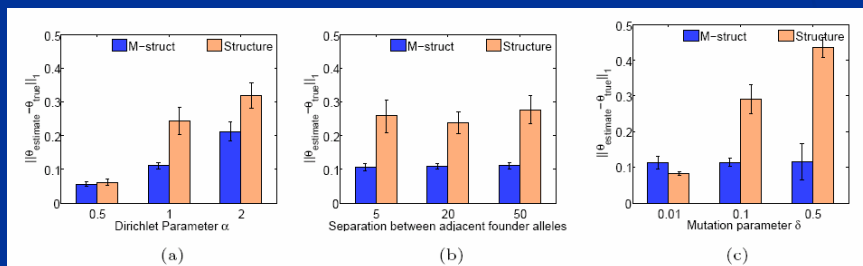 0.5
0.4
0.3
0.2
0.1
0
||θestimate−θtrue||1
M-struct
Structure
0.5
1
2
Dirichlet Parameter α
(a)
0.5
0.4
0.3
0.2
0.1
0
||θestimate−θtrue||1
M-struct
Structure
5
20
50
Separation between adjacent founder alleles
(b)
0.5
0.4
0.3
0.2
0.1
0
||θestimate−θtrue||1
M-struct
Structure
0.01
0.1
0.5
Mutation parameter δ
(c)